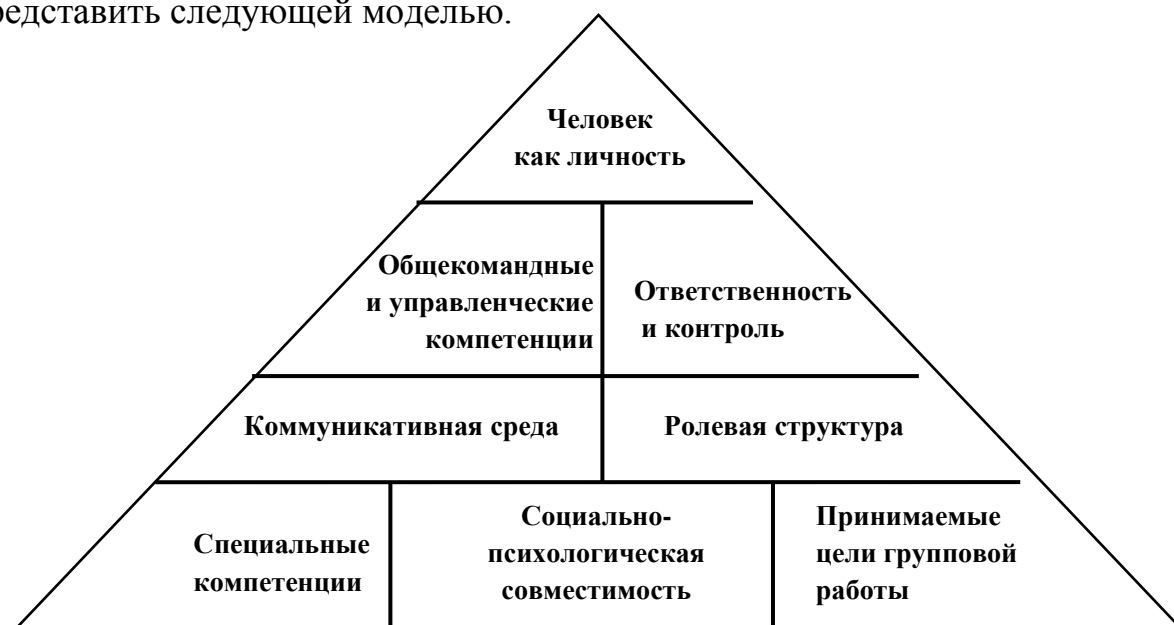 следующей моделью.
Человек
как личность
Общекомандные
и управленческие
компетенции
Ответственность
и контроль
Коммуникативная среда
Ролевая структура
Специальные
компетенции
Социально-
психологическая
совместимость
Принимаемые
цели групповой
работы